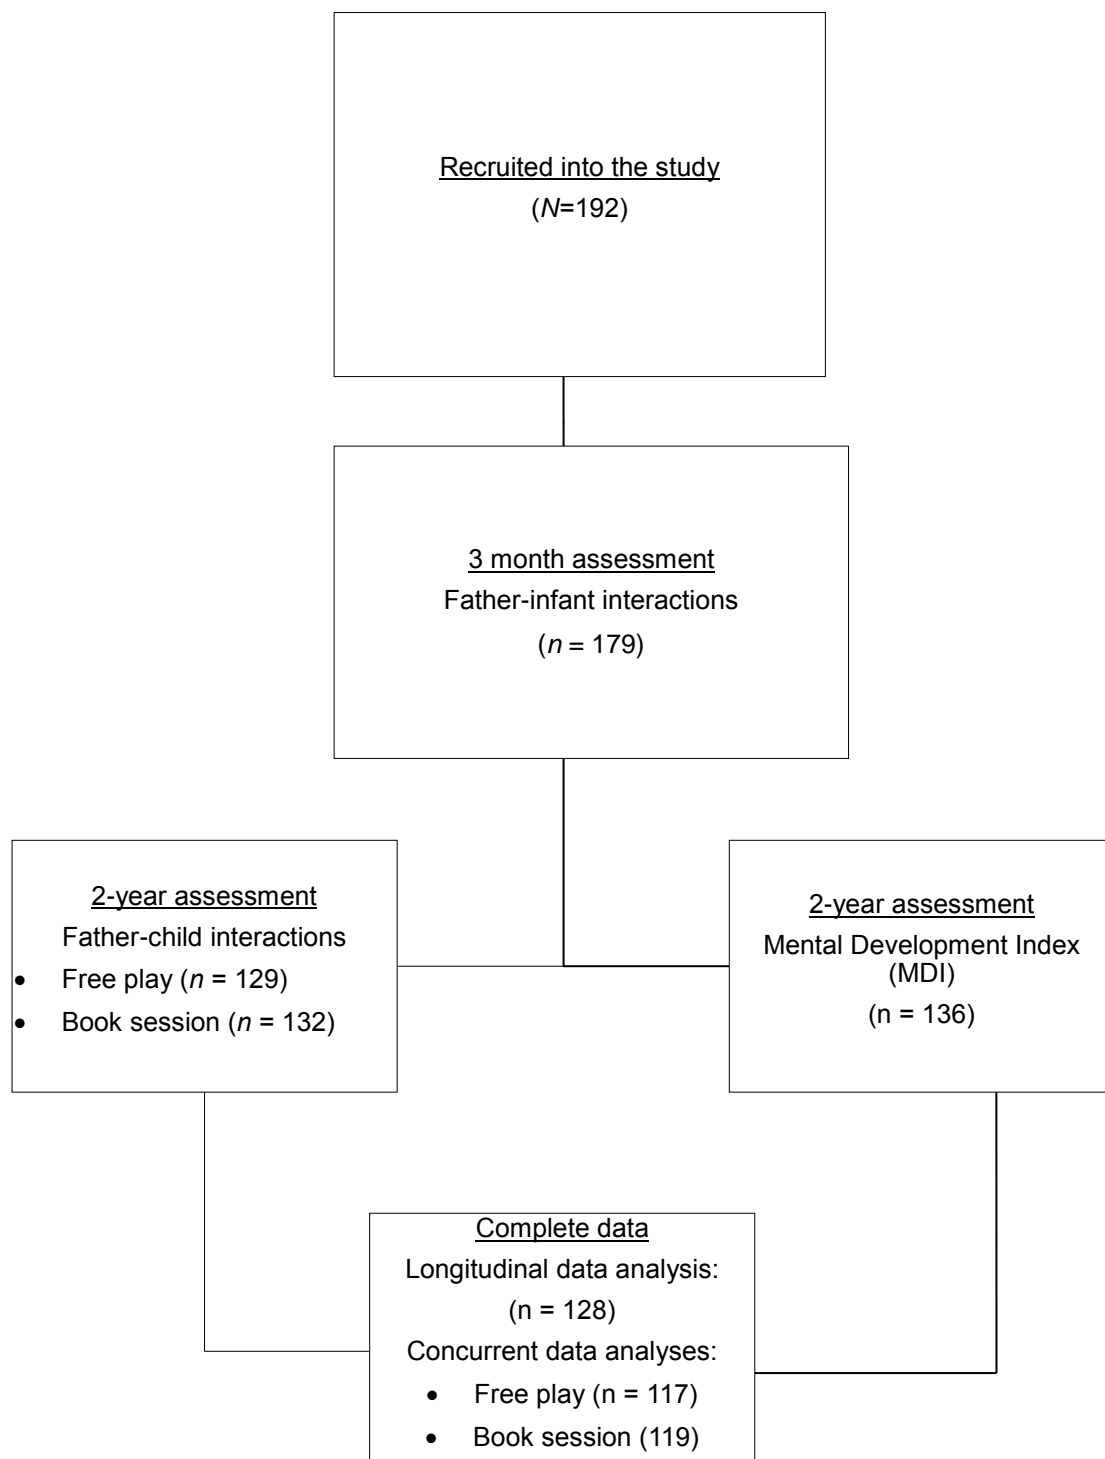 Recruited into the study
(N=192)
3 month assessment
Father-infant interactions
(n = 179)
2-year assessment
Father-child interactions
• Free play (n = 129)
• Book session (n = 132)
2-year assessment
Mental Development Index
(MDI)
(n = 136)
Complete data
Longitudinal data analysis:
(n = 128)
Concurrent data analyses:
• Free play (n = 117)
• Book session (119)